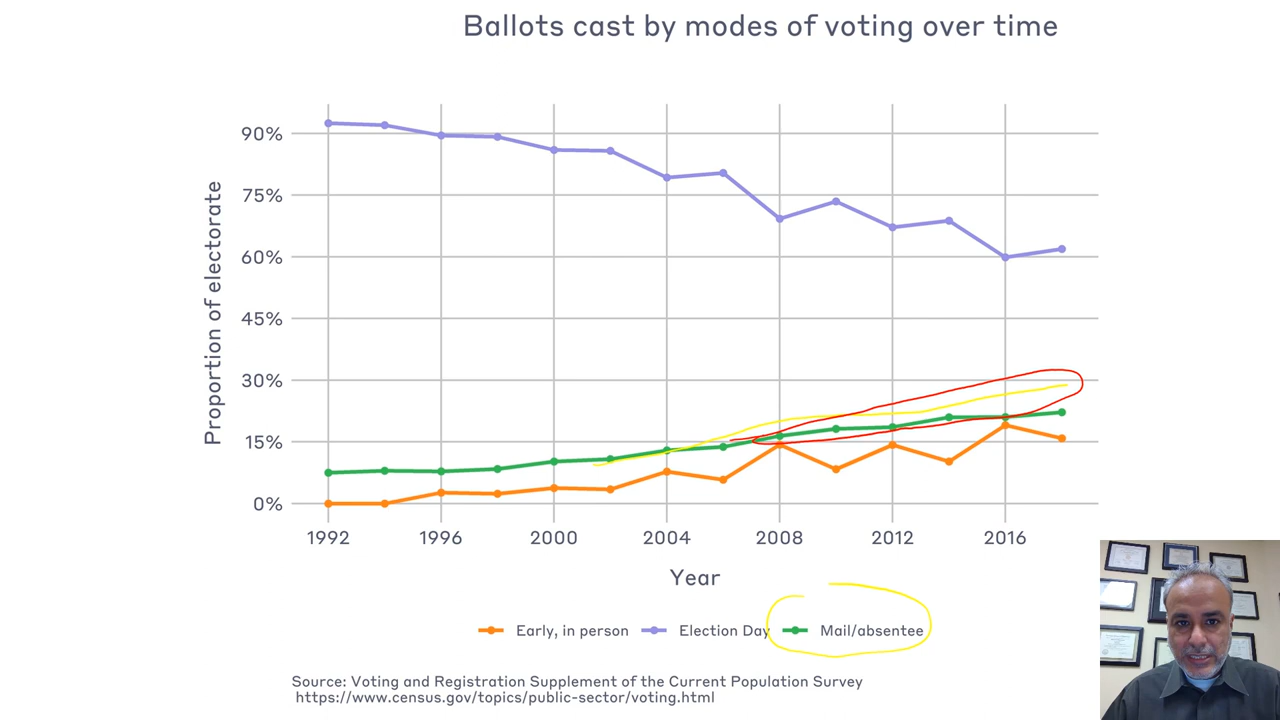 Ballots cast by modes of voting over time
Proportion of electorate
90%
75%
60%
45%
30%
15%
0%
1992 1996 2000 2004 2008 2012 2016
Year
Early, in person Election Day Mail/absentee
Source: Voting and Registration Supplement of the Current Population Survey
https://www.census.gov/topics/public-sector/voting.html